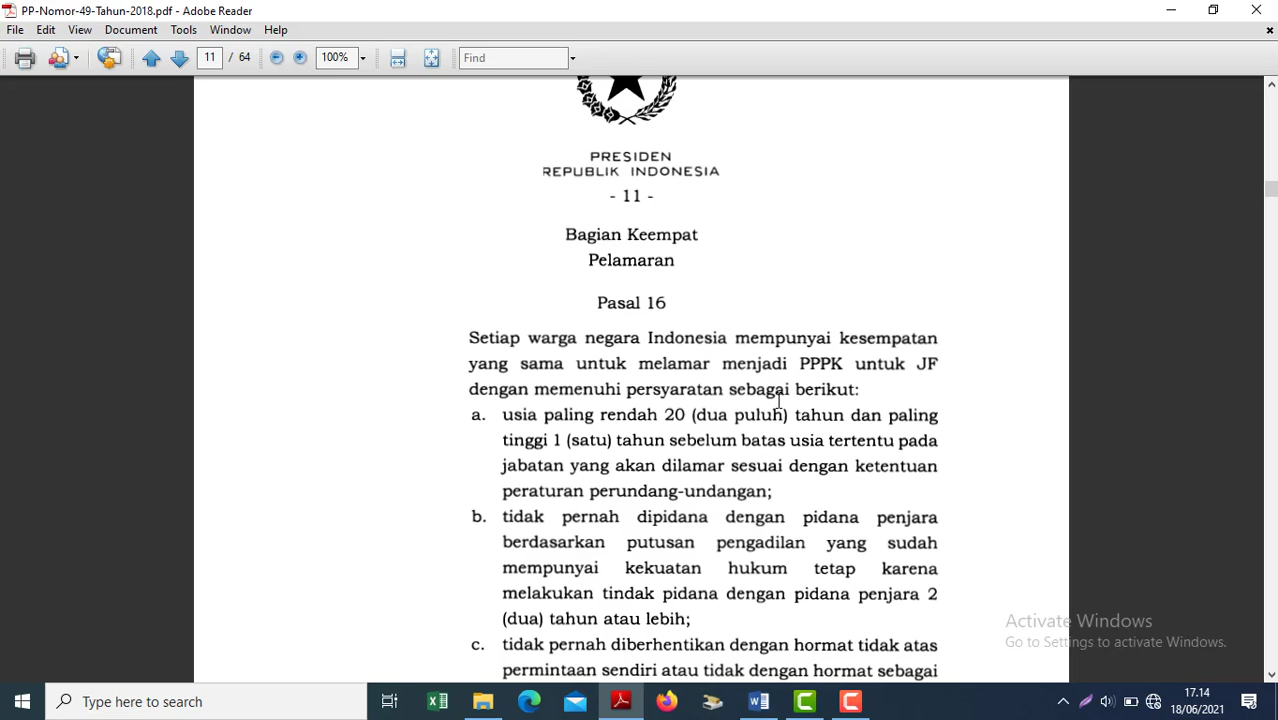 PP-Nomor-49-Tahun-2018.pdf - Adobe Reader
File Edit View Document Tools Window Help
11 / 64 100% Find
PRESIDEN
REPUBLIK INDONESIA
- 11 -
Bagian Keempat
Pelamaran
Pasal 16
Setiap warga negara Indonesia mempunyai kesempatan
yang sama untuk melamar menjadi PPPK untuk JF
dengan memenuhi persyaratan sebagai berikut:
a. usia paling rendah 20 (dua puluh) tahun dan paling
tinggi 1 (satu) tahun sebelum batas usia tertentu pada
jabatan yang akan dilamar sesuai dengan ketentuan
peraturan perundang-undangan;
b. tidak pernah dipidana dengan pidana penjara
berdasarkan putusan pengadilan yang sudah
mempunyai kekuatan hukum tetap karena
melakukan tindak pidana dengan pidana penjara 2
(dua) tahun atau lebih;
c. tidak pernah diberhentikan dengan hormat tidak atas
permintaan sendiri atau tidak dengan hormat sebagai
Activate Windows
Go to Settings to activate Windows.
Type here to search
17.14
18/06/2021